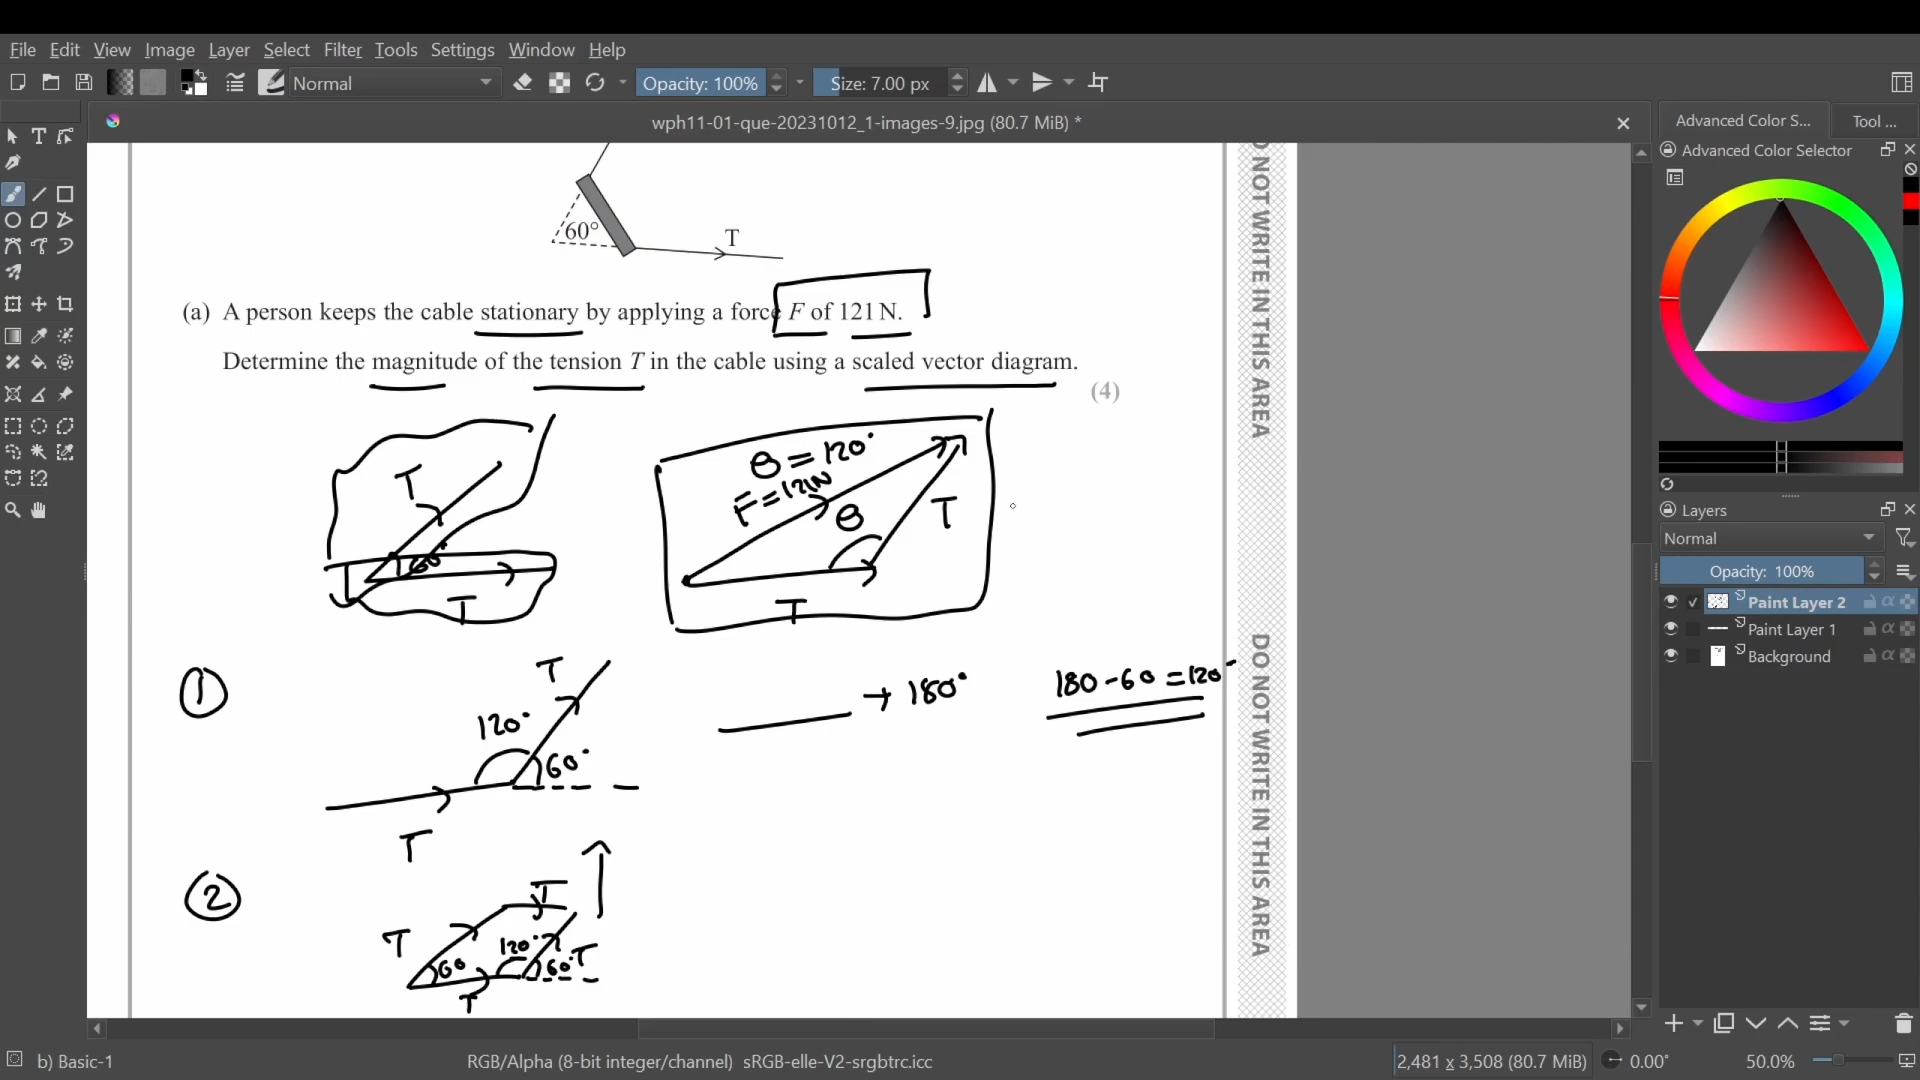 File Edit View Image Layer Select Filter Tools Settings Window Help
Normal Opacity: 100% Size: 7.00 px
wph11-01-que-20231012_1-images-9.jpg (80.7 MiB) *
Advanced Color S... Tool ...
Advanced Color Selector
60°
T
(a) A person keeps the cable stationary by applying a force F of 121 N.
Determine the magnitude of the tension T in the cable using a scaled vector diagram.
(4)
T
60°
T
θ = 120°
F = 121N
θ
T
T
1
T
120°
60°
T
→ 180°
180 - 60 = 120°
2
T
T
60
120°
60°
T
T
DO NOT WRITE IN THIS AREA
DO NOT WRITE IN THIS AREA
Layers
Normal
Opacity: 100%
Paint Layer 2
Paint Layer 1
Background
b) Basic-1
RGB/Alpha (8-bit integer/channel) sRGB-elle-V2-srgbtrc.icc
2,481 x 3,508 (80.7 MiB)
0.00°
50.0%